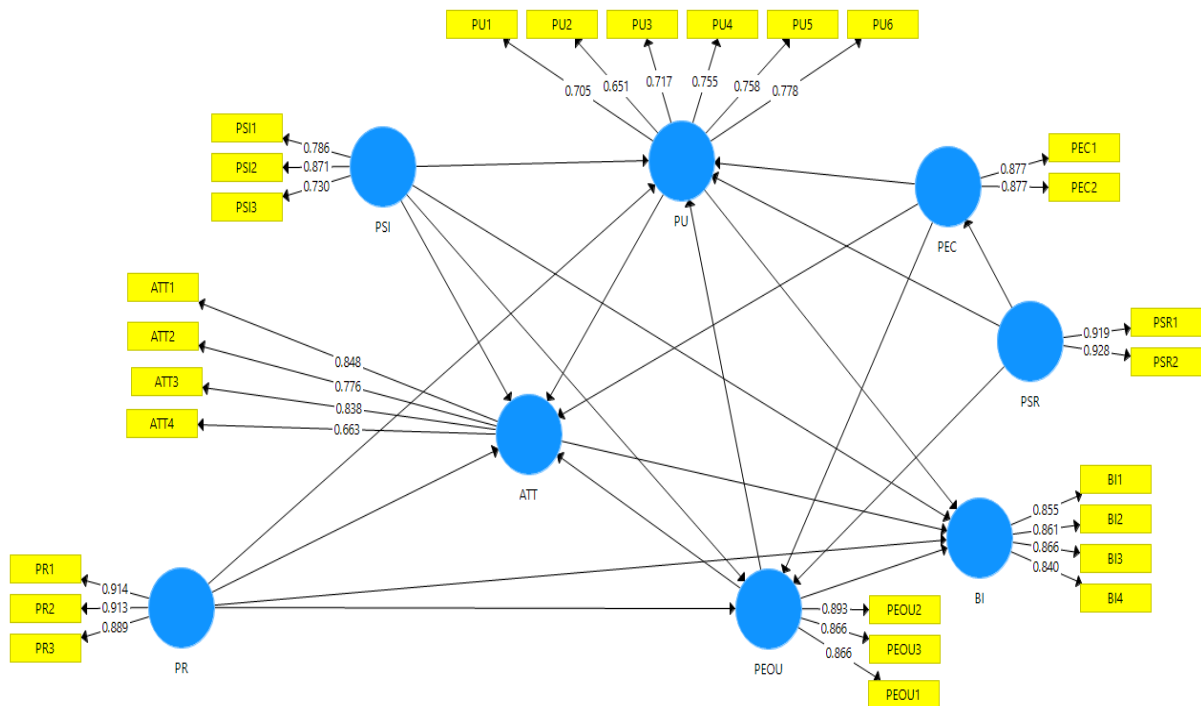 PU1
PU2
PU3
PU4
PU5
PU6
0.705
0.651
0.717
0.755
0.758
0.778
PSI1
PSI2
PSI3
0.786
0.871
0.730
PSI
PU
PEC1
PEC2
0.877
0.877
PEC
ATT1
ATT2
ATT3
ATT4
0.848
0.776
0.838
0.663
ATT
PSR1
PSR2
0.919
0.928
PSR
BI1
BI2
BI3
BI4
0.855
0.861
0.866
0.840
BI
PR1
PR2
PR3
0.914
0.913
0.889
PR
PEOU2
PEOU3
PEOU1
0.893
0.866
0.866
PEOU